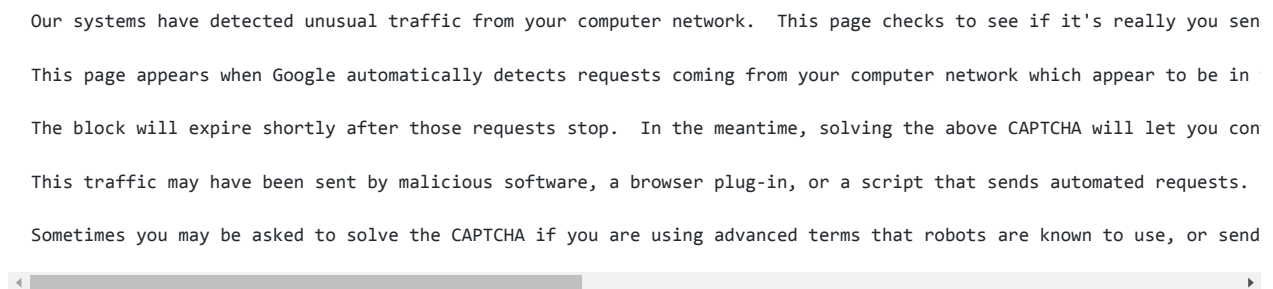 Our systems have detected unusual traffic from your computer network.  This page checks to see if it's really you sen
This page appears when Google automatically detects requests coming from your computer network which appear to be in
The block will expire shortly after those requests stop.  In the meantime, solving the above CAPTCHA will let you con
This traffic may have been sent by malicious software, a browser plug-in, or a script that sends automated requests.
Sometimes you may be asked to solve the CAPTCHA if you are using advanced terms that robots are known to use, or send